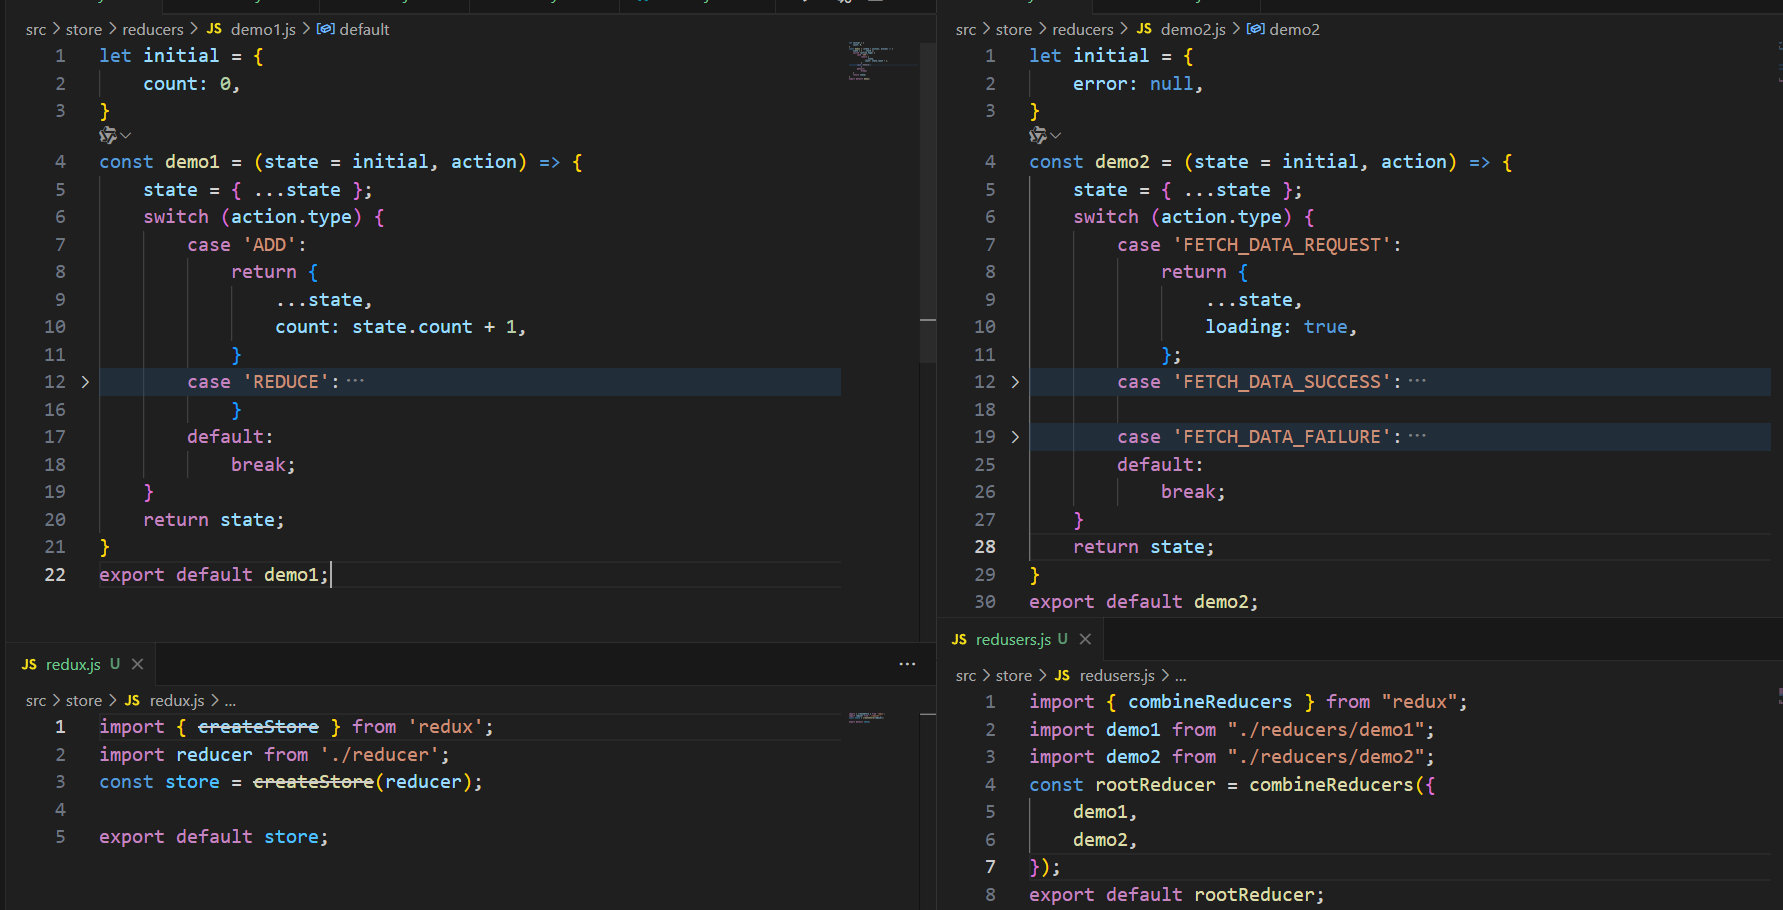 src > store > reducers > JS demo1.js > default
1 let initial = {
2 count: 0,
3 }
4 const demo1 = (state = initial, action) => {
5 state = { ...state };
6 switch (action.type) {
7 case 'ADD':
8 return {
9 ...state,
10 count: state.count + 1,
11 }
12 case 'REDUCE': ...
16 }
17 default:
18 break;
19 }
20 return state;
21 }
22 export default demo1;
JS redux.js U
src > store > JS redux.js > ...
1 import { createStore } from 'redux';
2 import reducer from './reducer';
3 const store = createStore(reducer);
4
5 export default store;
src > store > reducers > JS demo2.js > demo2
1 let initial = {
2 error: null,
3 }
4 const demo2 = (state = initial, action) => {
5 state = { ...state };
6 switch (action.type) {
7 case 'FETCH_DATA_REQUEST':
8 return {
9 ...state,
10 loading: true,
11 };
12 case 'FETCH_DATA_SUCCESS': ...
18
19 case 'FETCH_DATA_FAILURE': ...
25 default:
26 break;
27 }
28 return state;
29 }
30 export default demo2;
JS redusers.js U
src > store > JS redusers.js > ...
1 import { combineReducers } from "redux";
2 import demo1 from "./reducers/demo1";
3 import demo2 from "./reducers/demo2";
4 const rootReducer = combineReducers({
5 demo1,
6 demo2,
7 });
8 export default rootReducer;